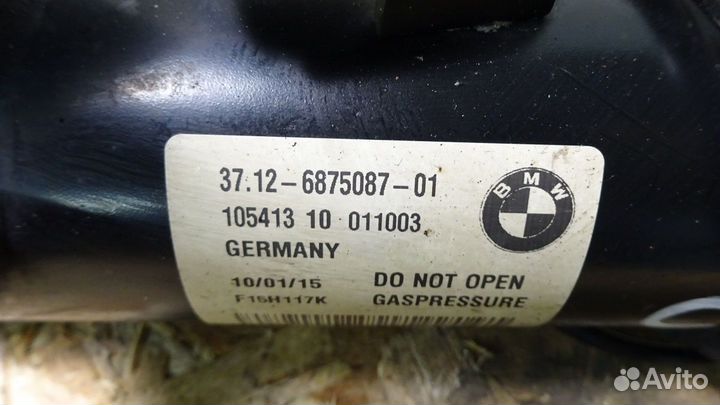 37.12-6875087-01
105413 10 011003
GERMANY
10/01/15 DO NOT OPEN
F15H117K GASPRESSURE
BMW
Avito